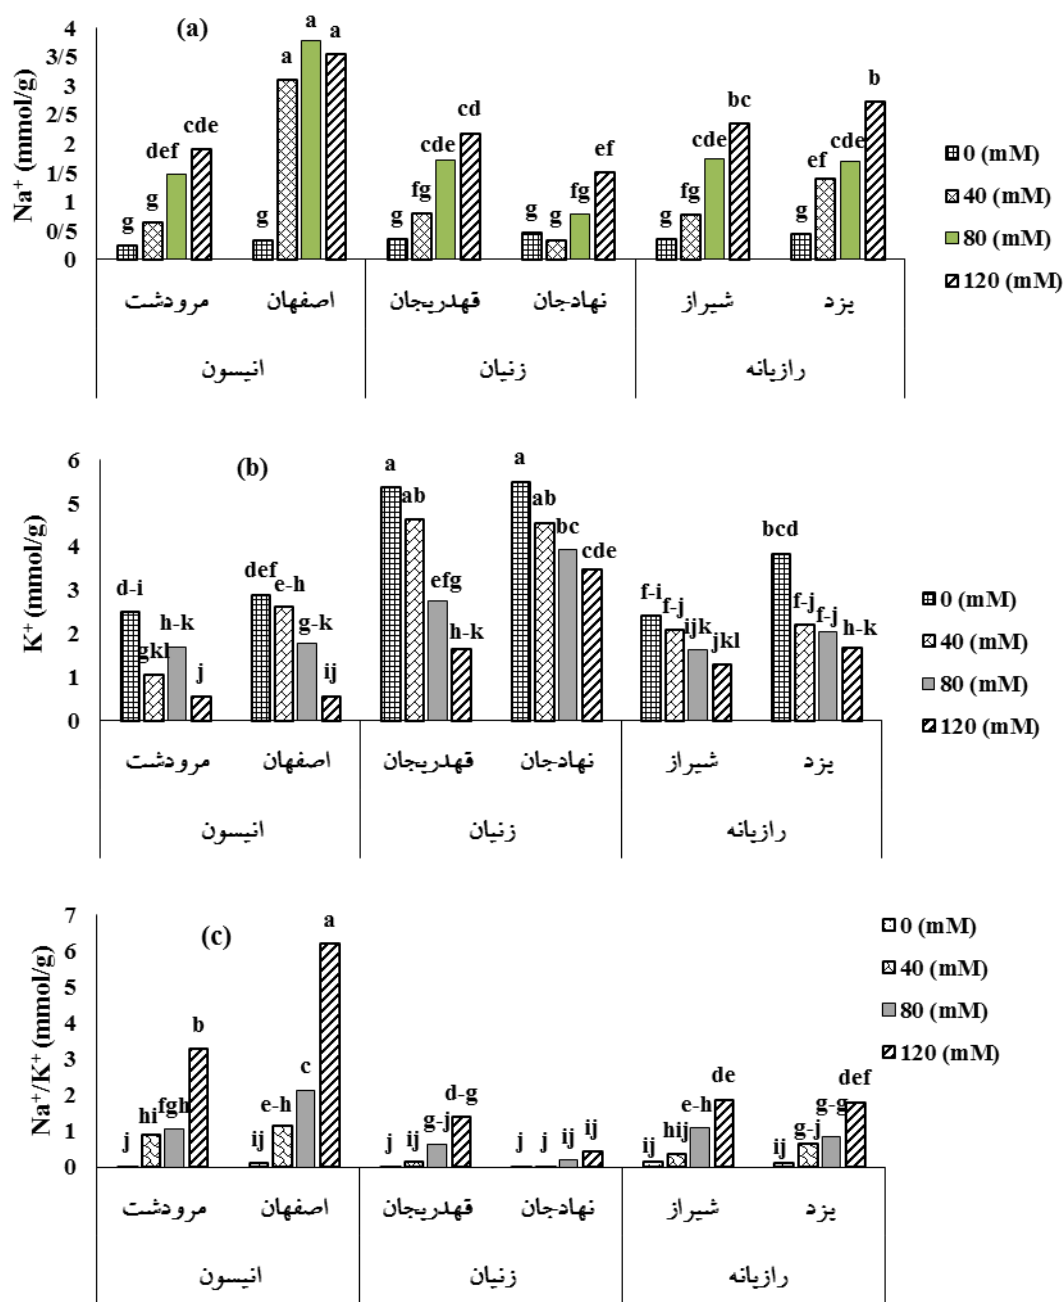 (a)
Na⁺ (mmol/g)
4
3/5
3
2/5
2
1/5
1
0/5
0
g g def cde
g a a a
g fg cde cd
g g fg ef
g fg cde bc
g ef cde b
0 (mM)
40 (mM)
80 (mM)
120 (mM)
مرودشت اصفهان قهدریجان نهادجان شیراز یزد
انیسون زنیان رازیانه
(b)
K⁺ (mmol/g)
6
5
4
3
2
1
0
d-i gkl h-k j
def e-h g-k ij
a ab efg h-k
a ab bc cde
f-i f-j ijk jkl
bcd f-j f-j h-k
0 (mM)
40 (mM)
80 (mM)
120 (mM)
مرودشت اصفهان قهدریجان نهادجان شیراز یزد
انیسون زنیان رازیانه
(c)
Na⁺/K⁺ (mmol/g)
7
6
5
4
3
2
1
0
j hi fgh b
ij e-h c a
j ij g-j d-g
j j ij ij
ij hij e-h de
ij g-j g-g def
0 (mM)
40 (mM)
80 (mM)
120 (mM)
مرودشت اصفهان قهدریجان نهادجان شیراز یزد
انیسون زنیان رازیانه